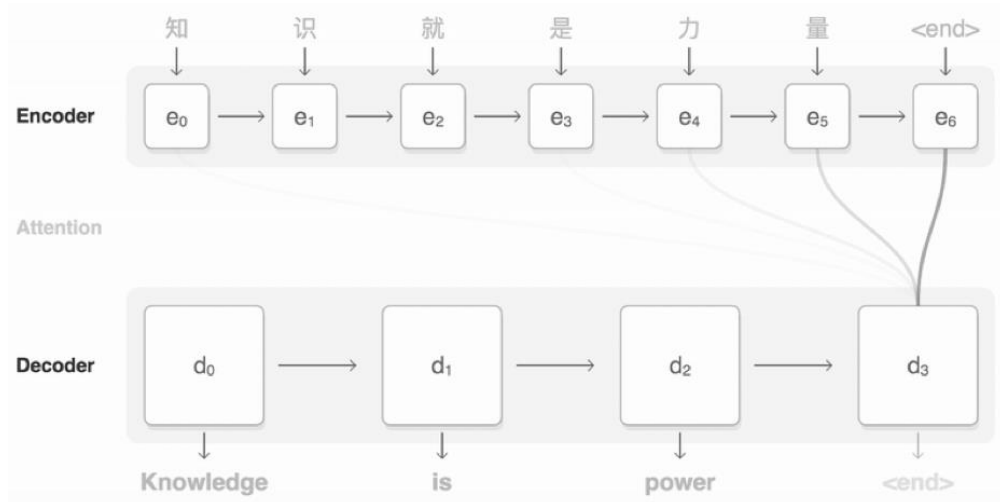 知 识 就 是 力 量 <end>
Encoder e₀ e₁ e₂ e₃ e₄ e₅ e₆
Attention
Decoder d₀ d₁ d₂ d₃
Knowledge is power <end>